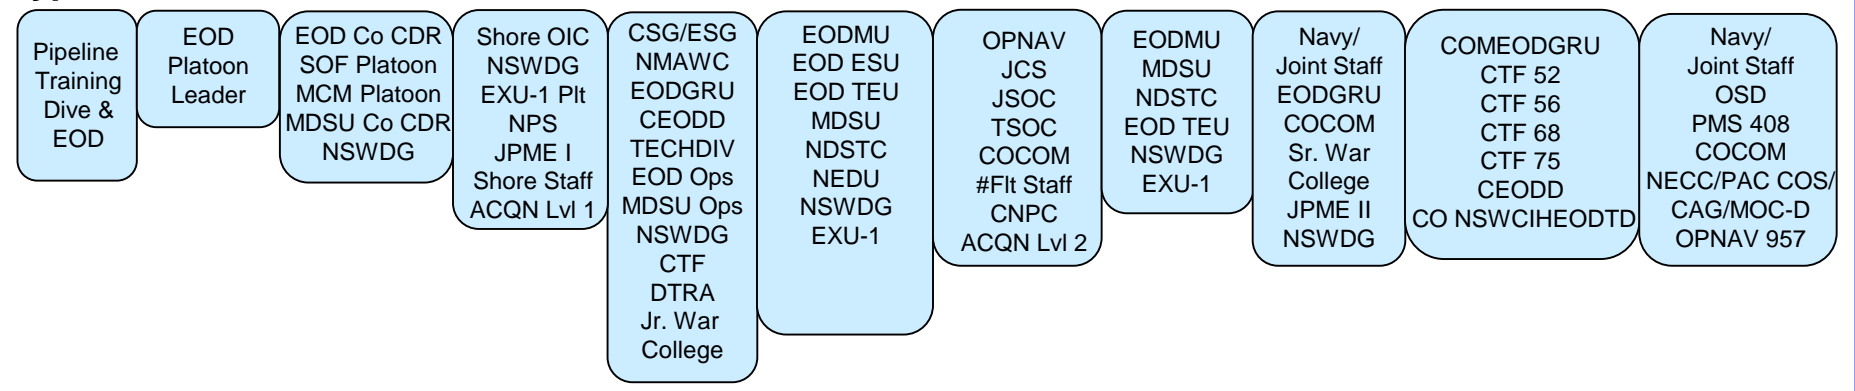 Pipeline
Training
Dive &
EOD
EOD
Platoon
Leader
EOD Co CDR
SOF Platoon
MCM Platoon
MDSU Co CDR
NSWDG
Shore OIC
NSWDG
EXU-1 Plt
NPS
JPME I
Shore Staff
ACQN Lvl 1
CSG/ESG
NMAWC
EODGRU
CEODD
TECHDIV
EOD Ops
MDSU Ops
NSWDG
CTF
DTRA
Jr. War
College
EODMU
EOD ESU
EOD TEU
MDSU
NDSTC
NEDU
NSWDG
EXU-1
OPNAV
JCS
JSOC
TSOC
COCOM
#Flt Staff
CNPC
ACQN Lvl 2
EODMU
MDSU
NDSTC
EOD TEU
NSWDG
EXU-1
Navy/
Joint Staff
EODGRU
COCOM
Sr. War
College
JPME II
NSWDG
COMEODGRU
CTF 52
CTF 56
CTF 68
CTF 75
CEODD
CO NSWCIHEODTD
Navy/
Joint Staff
OSD
PMS 408
COCOM
NECC/PAC COS/
CAG/MOC-D
OPNAV 957